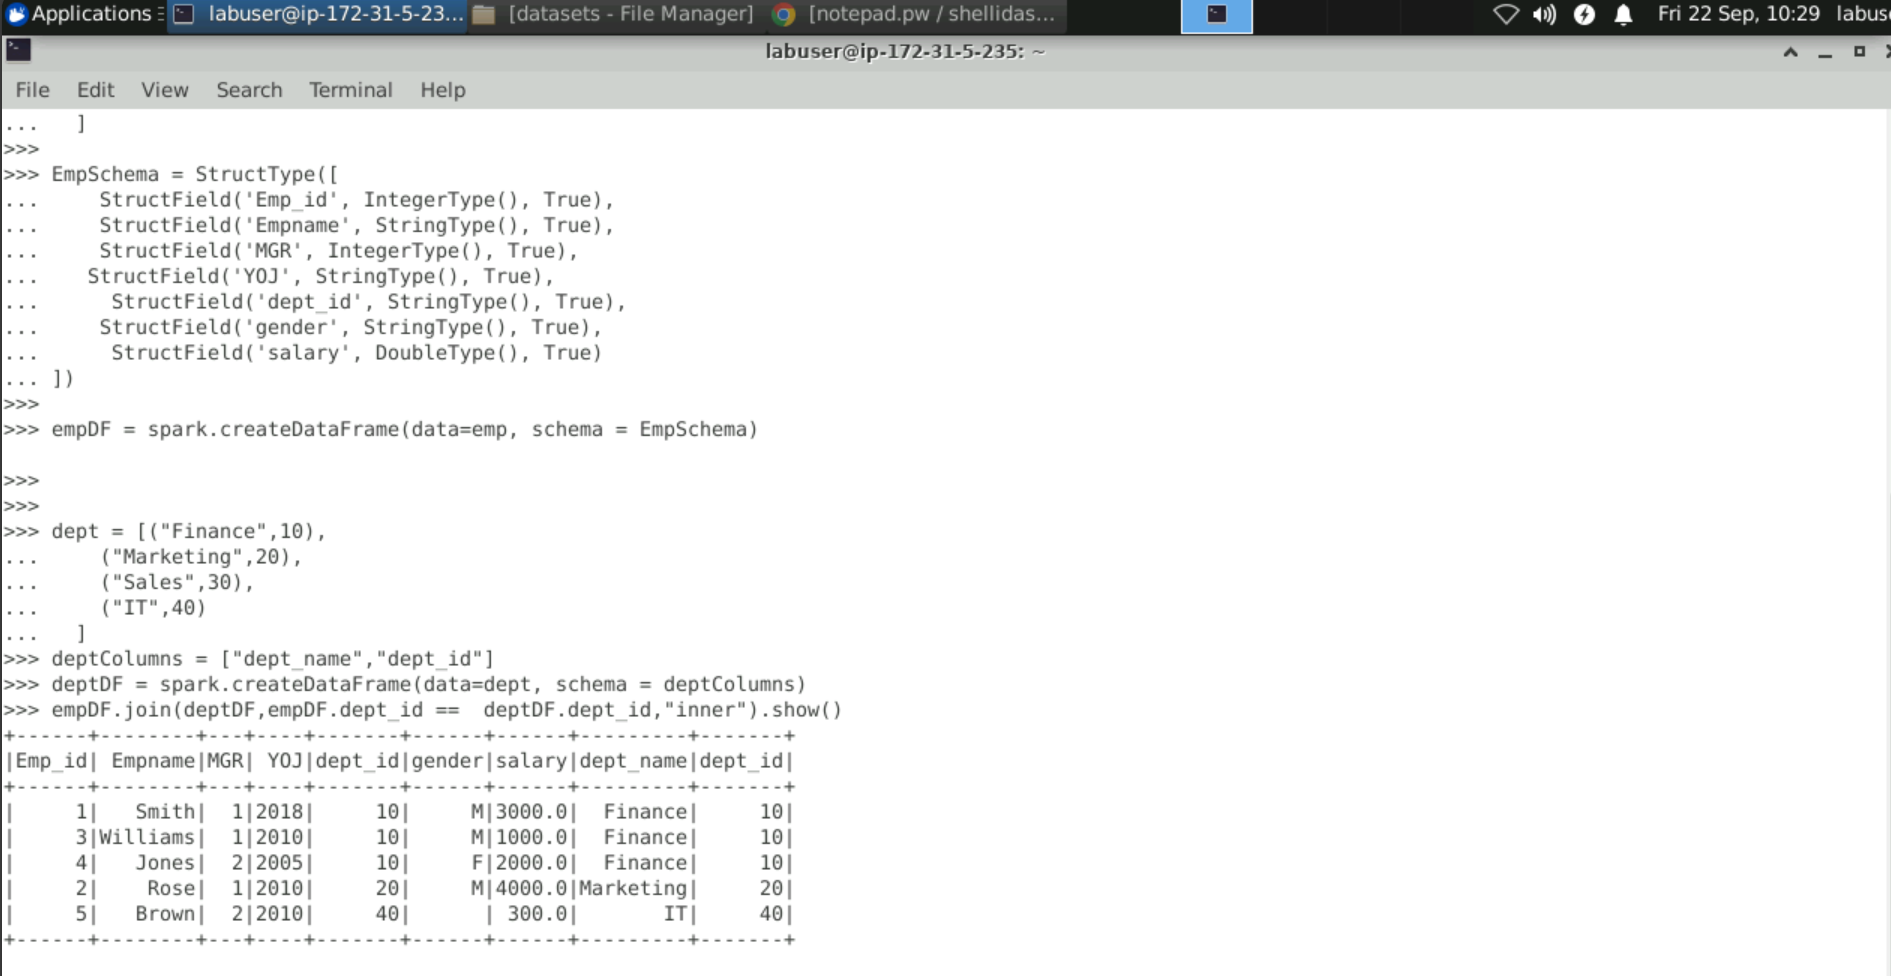 Applications
labuser@ip-172-31-5-23...
[datasets - File Manager]
[notepad.pw / shellidas...
Fri 22 Sep, 10:29 labus
labuser@ip-172-31-5-235: ~
File Edit View Search Terminal Help
...   ]
>>>
>>> EmpSchema = StructType([
...     StructField('Emp_id', IntegerType(), True),
...     StructField('Empname', StringType(), True),
...     StructField('MGR', IntegerType(), True),
...    StructField('YOJ', StringType(), True),
...      StructField('dept_id', StringType(), True),
...     StructField('gender', StringType(), True),
...      StructField('salary', DoubleType(), True)
... ])
>>>
>>> empDF = spark.createDataFrame(data=emp, schema = EmpSchema)
>>>
>>>
>>> dept = [("Finance",10),
...     ("Marketing",20),
...     ("Sales",30),
...     ("IT",40)
...   ]
>>> deptColumns = ["dept_name","dept_id"]
>>> deptDF = spark.createDataFrame(data=dept, schema = deptColumns)
>>> empDF.join(deptDF,empDF.dept_id ==  deptDF.dept_id,"inner").show()
+------+--------+---+----+-------+------+------+---------+-------+
|Emp_id| Empname|MGR| YOJ|dept_id|gender|salary|dept_name|dept_id|
+------+--------+---+----+-------+------+------+---------+-------+
|     1|   Smith|  1|2018|     10|     M|3000.0|  Finance|     10|
|     3|Williams|  1|2010|     10|     M|1000.0|  Finance|     10|
|     4|   Jones|  2|2005|     10|     F|2000.0|  Finance|     10|
|     2|    Rose|  1|2010|     20|     M|4000.0|Marketing|     20|
|     5|   Brown|  2|2010|     40|      | 300.0|       IT|     40|
+------+--------+---+----+-------+------+------+---------+-------+